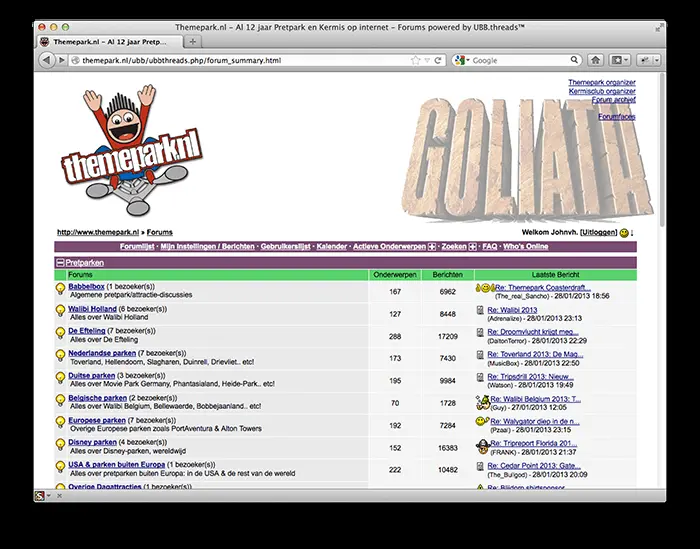 Themepark.nl - Al 12 jaar Pretpark en Kermis op internet - Forums powered by UBB.threads™
Themepark.nl - Al 12 jaar Pretp...
themepark.nl/ubb/ubbthreads.php/forum_summary.html
Google
Themepark organizer
Kermisclub organizer
Forum archief
Forumfaces
themepark.nl
GOLIATH
http://www.themepark.nl » Forums
Welkom Johnvh. [Uitloggen]
Forumlijst · Mijn Instellingen / Berichten · Gebruikerslijst · Kalender · Actieve Onderwerpen · Zoeken · FAQ · Who's Online
Pretparken
Forums Onderwerpen Berichten Laatste Bericht
Babbelbox (1 bezoeker(s))
Algemene pretpark/attractie-discussies
167 6962
Re: Themepark Coasterdraft...
(The_real_Sancho) - 28/01/2013 18:56
Walibi Holland (6 bezoeker(s))
Alles over Walibi Holland
127 8448
Re: Walibi 2013
(Adrenalize) - 28/01/2013 23:13
De Efteling (7 bezoeker(s))
Alles over De Efteling
288 17209
Re: Droomvlucht krijgt meg...
(DaltonTerror) - 28/01/2013 22:29
Nederlandse parken (7 bezoeker(s))
Toverland, Hellendoorn, Slagharen, Duinrell, Drievliet.. etc!
173 7430
Re: Toverland 2013: De Mag...
(MusicBox) - 28/01/2013 22:50
Duitse parken (3 bezoeker(s))
Alles over Movie Park Germany, Phantasialand, Heide-Park.. etc!
195 9984
Re: Tripsdrill 2013: Nieuw...
(Watson) - 28/01/2013 19:49
Belgische parken (2 bezoeker(s))
Alles over Walibi Belgium, Bellewaerde, Bobbejaanland.. etc!
70 1728
Re: Walibi Belgium 2013: T...
(Guy) - 27/01/2013 12:05
Europese parken (7 bezoeker(s))
Overige Europese parken zoals PortAventura & Alton Towers
192 7284
Re: Walygator diep in de n...
(Pzaal) - 28/01/2013 23:15
Disney parken (4 bezoeker(s))
Alles over Disney-parken, wereldwijd
152 16383
Re: Tripreport Florida 201...
(FRANK) - 28/01/2013 21:37
USA & parken buiten Europa (1 bezoeker(s))
Alles over pretparken buiten Europa: in de USA & de rest van de wereld
222 10482
Re: Cedar Point 2013: Gate...
(The_Bullgod) - 28/01/2013 20:09
Overige Dagattracties (2 bezoeker(s))
Re: Blijdorp shirtsponsor...